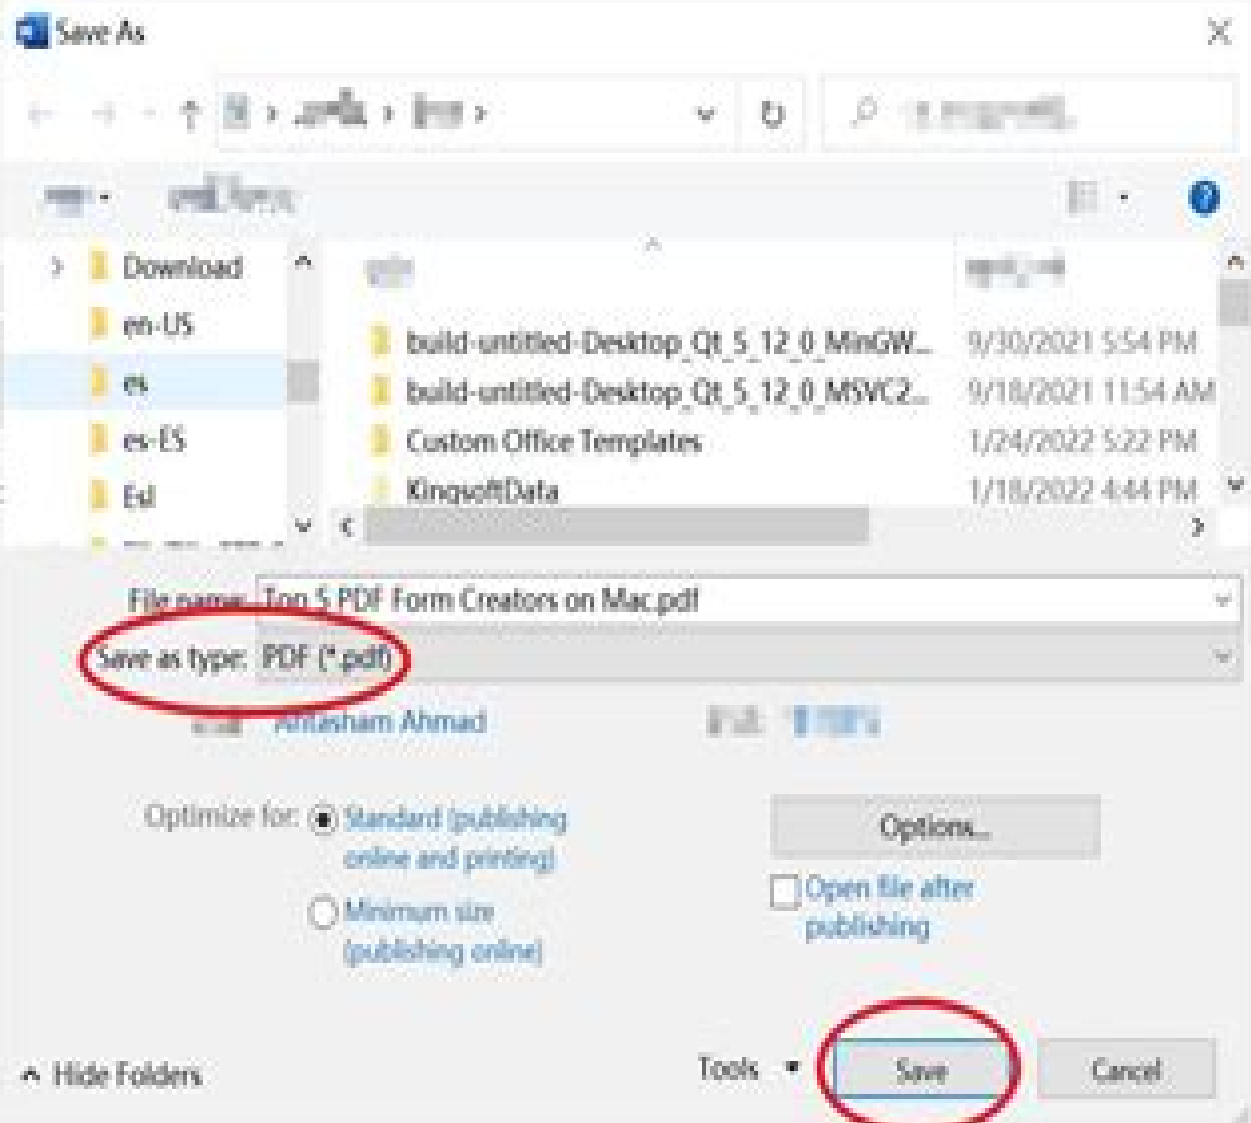 Save As
Download
en-US
es
es-ES
Esl
build-untitled-Desktop_Qt_5_12_0_MinGW... 9/30/2021 5:54 PM
build-untitled-Desktop_Qt_5_12_0_MSVC2... 9/18/2021 11:54 AM
Custom Office Templates 1/24/2022 5:22 PM
KingsoftData 1/18/2022 4:44 PM
File name: Top 5 PDF Form Creators on Mac.pdf
Save as type: PDF (*.pdf)
Ahtasham Ahmad
Optimize for: Standard (publishing
online and printing)
Minimum size
(publishing online)
Options...
Open file after
publishing
Hide Folders
Tools Save Cancel